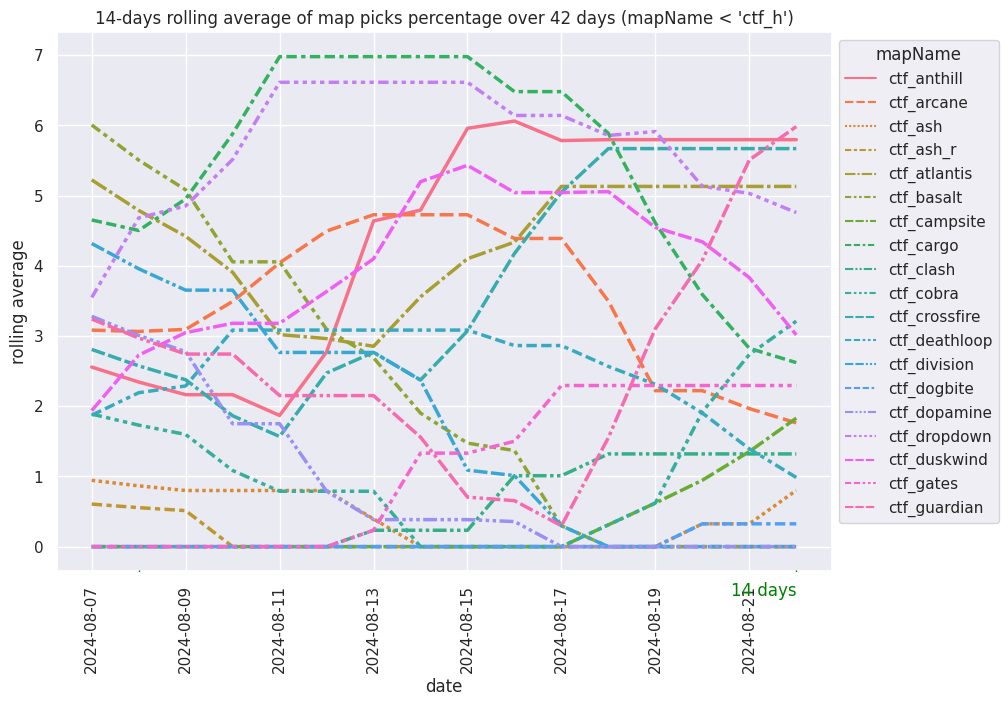 14-days rolling average of map picks percentage over 42 days (mapName < 'ctf_h')
7
6
5
4
3
2
1
0
rolling average
2024-08-07
2024-08-09
2024-08-11
2024-08-13
2024-08-15
2024-08-17
2024-08-19
2024-08-21
14 days
date
mapName
ctf_anthill
ctf_arcane
ctf_ash
ctf_ash_r
ctf_atlantis
ctf_basalt
ctf_campsite
ctf_cargo
ctf_clash
ctf_cobra
ctf_crossfire
ctf_deathloop
ctf_division
ctf_dogbite
ctf_dopamine
ctf_dropdown
ctf_duskwind
ctf_gates
ctf_guardian